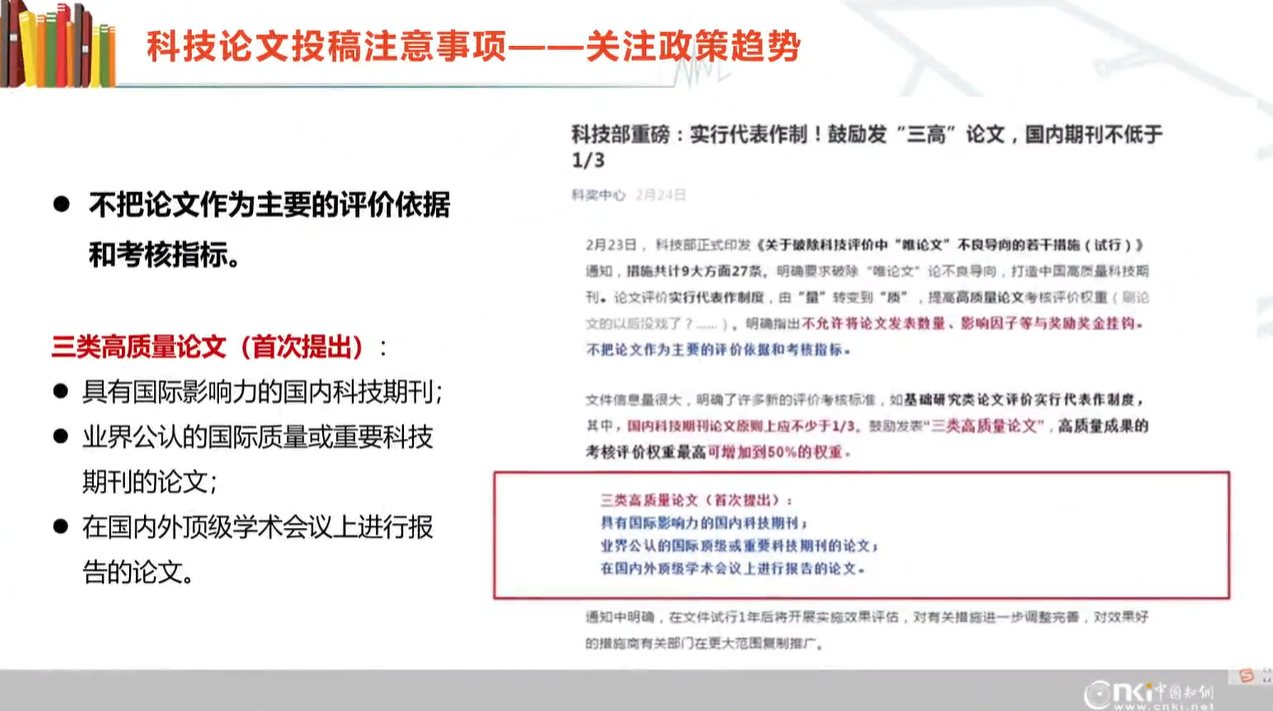 科技论文投稿注意事项——关注政策趋势
不把论文作为主要的评价依据
和考核指标。
三类高质量论文（首次提出）:
具有国际影响力的国内科技期刊；
业界公认的国际质量或重要科技
期刊的论文；
在国内外顶级学术会议上进行报
告的论文。
科技部重磅：实行代表作制！鼓励发“三高”论文，国内期刊不低于
1/3
科奖中心 2月24日
2月23日，科技部正式印发《关于破除科技评价中“唯论文”不良导向的若干措施（试行）》
通知，措施共计9大方面27条。明确要求破除“唯论文”论不良导向，打造中国高质量科技期
刊。论文评价实行代表作制度，由“量”转变到“质”，提高高质量论文考核评价权重（刷论
文的以后没戏了？……）。明确指出不允许将论文发表数量、影响因子等与奖励奖金挂钩。
不把论文作为主要的评价依据和考核指标。
文件信息量很大，明确了许多新的评价考核标准，如基础研究类论文评价实行代表作制度，
其中，国内科技期刊论文原则上应不少于1/3。鼓励发表“三类高质量论文”，高质量成果的
考核评价权重最高可增加到50%的权重。
三类高质量论文（首次提出）：
具有国际影响力的国内科技期刊；
业界公认的国际顶级或重要科技期刊的论文；
在国内外顶级学术会议上进行报告的论文。
通知中明确，在文件试行1年后将开展实施效果评估，对有关措施进一步调整完善，对效果好
的措施商有关部门在更大范围复制推广。
cnki中国知网
www.cnki.net